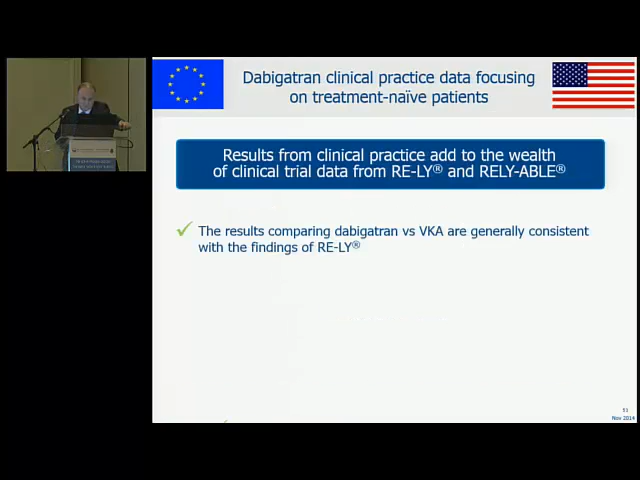 Dabigatran clinical practice data focusing
on treatment-naïve patients
Results from clinical practice add to the wealth
of clinical trial data from RE-LY® and RELY-ABLE®
✓ The results comparing dabigatran vs VKA are generally consistent
with the findings of RE-LY®
51
Nov 2014